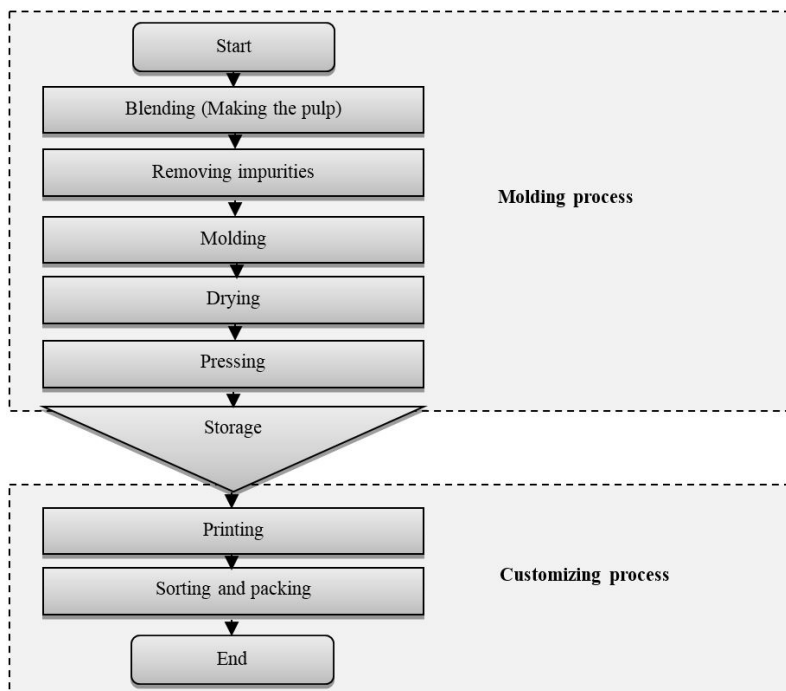 Start
Blending (Making the pulp)
Removing impurities
Molding process
Molding
Drying
Pressing
Storage
Printing
Customizing process
Sorting and packing
End